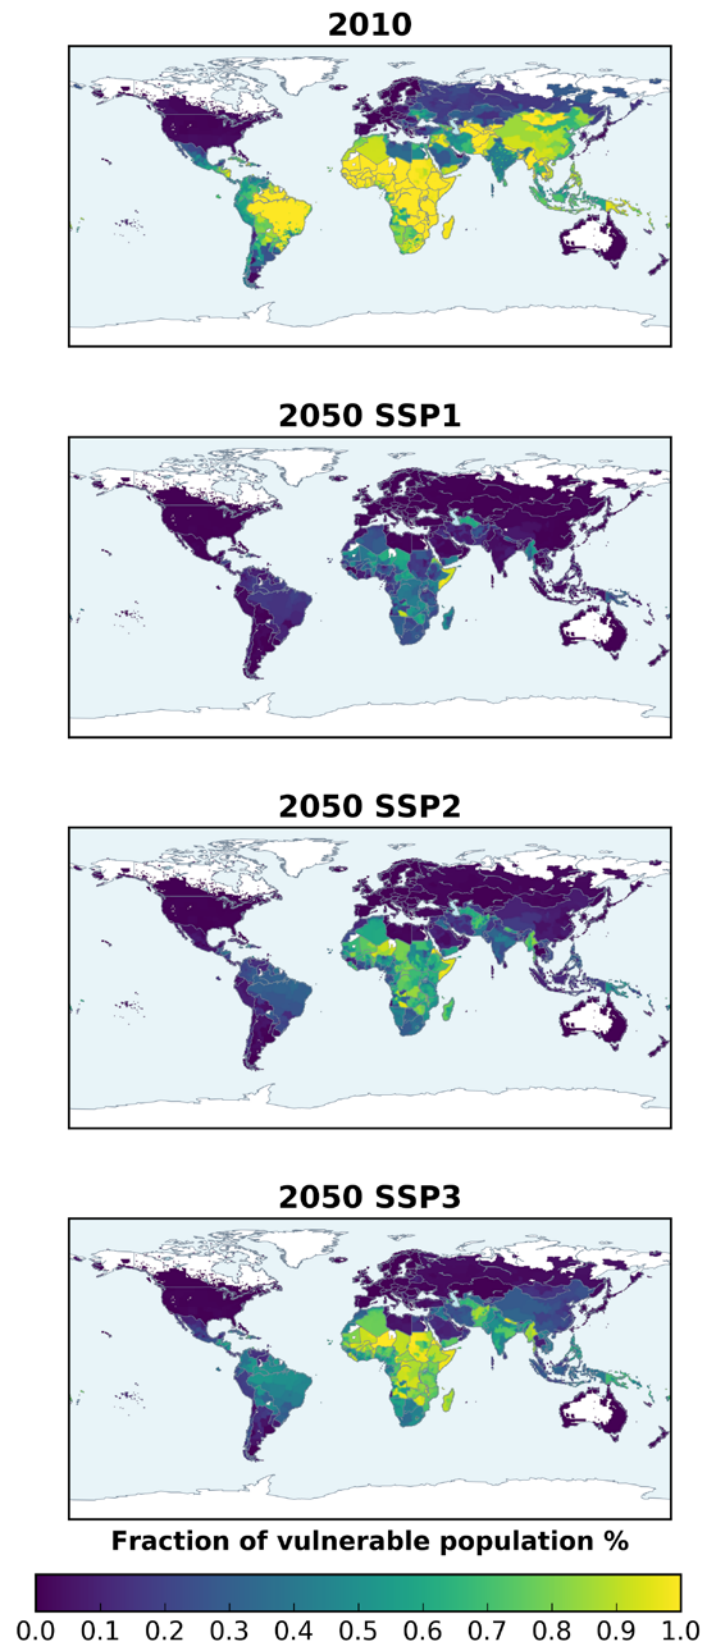 2010
2050 SSP1
2050 SSP2
2050 SSP3
Fraction of vulnerable population %
0.0 0.1 0.2 0.3 0.4 0.5 0.6 0.7 0.8 0.9 1.0